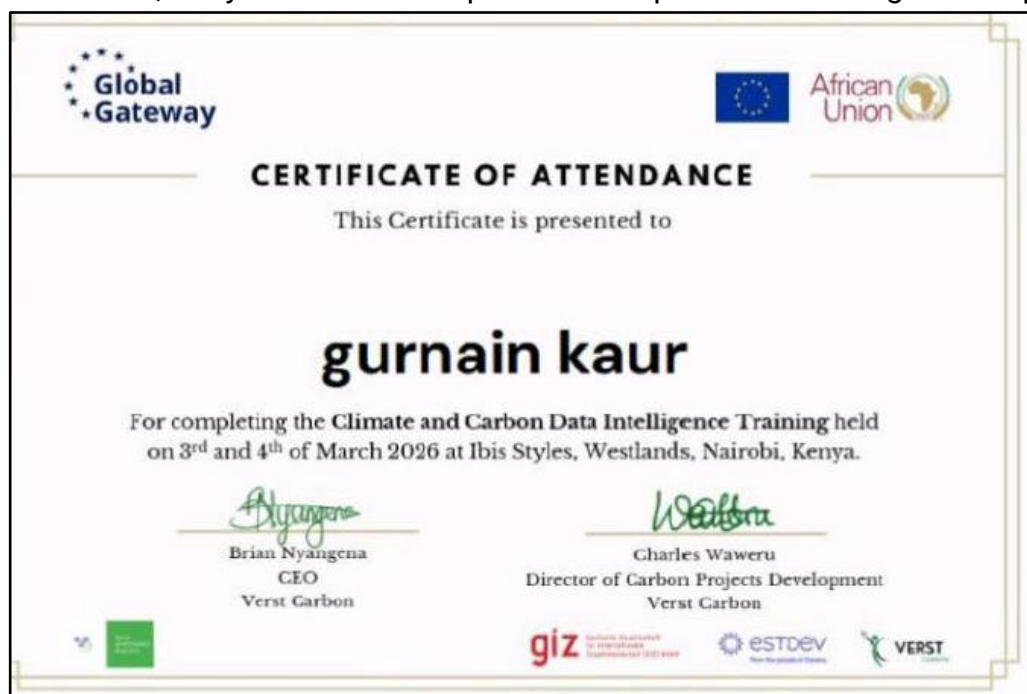 Global
Gateway
African
Union
CERTIFICATE OF ATTENDANCE
This Certificate is presented to
gurnain kaur
For completing the Climate and Carbon Data Intelligence Training held
on 3rd and 4th of March 2026 at Ibis Styles, Westlands, Nairobi, Kenya.
Brian Nyangena
CEO
Verst Carbon
Charles Waweru
Director of Carbon Projects Development
Verst Carbon
giz
ESTDEV
VERST